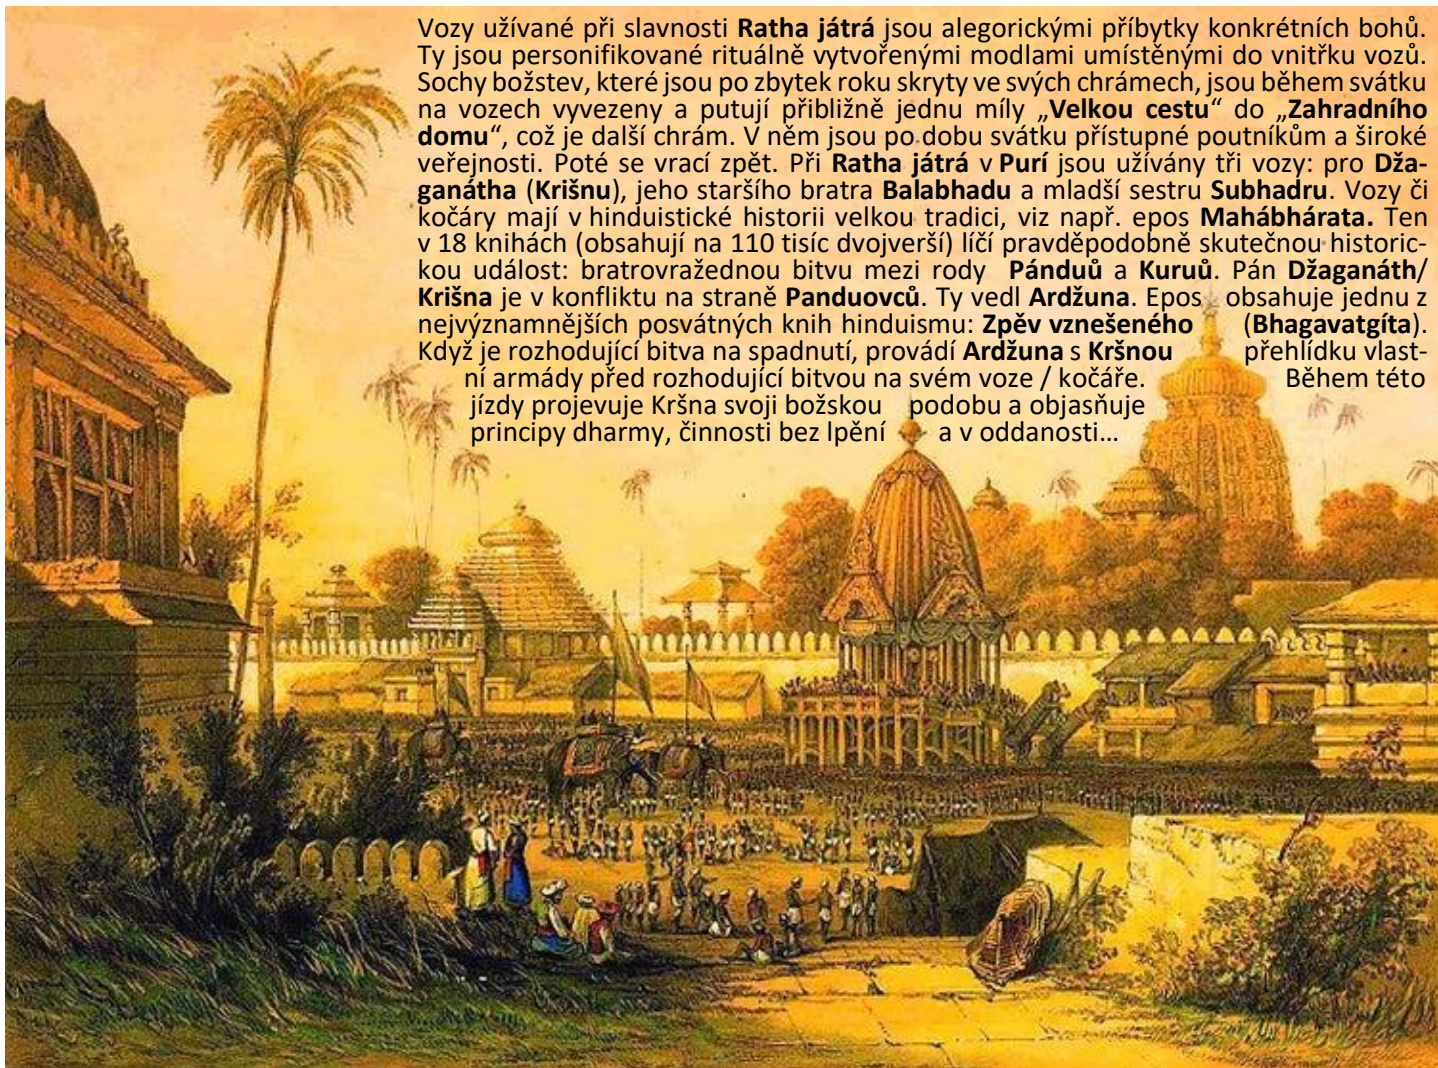 Vozy užívané při slavnosti Ratha játrá jsou alegorickými příbytky konkrétních bohů.
Ty jsou personifikované rituálně vytvořenými modlami umístěnými do vnitřku vozů.
Sochy božstev, které jsou po zbytek roku skryty ve svých chrámech, jsou během svátku
na vozech vyvezeny a putují přibližně jednu míly „Velkou cestu“ do „Zahradního
domu“, což je další chrám. V něm jsou po dobu svátku přístupné poutníkům a široké
veřejnosti. Poté se vrací zpět. Při Ratha játrá v Purí jsou užívány tři vozy: pro Dža-
ganátha (Krišnu), jeho staršího bratra Balabhadu a mladší sestru Subhadru. Vozy či
kočáry mají v hinduistické historii velkou tradici, viz např. epos Mahábhárata. Ten
v 18 knihách (obsahují na 110 tisíc dvojverší) líčí pravděpodobně skutečnou historic-
kou událost: bratrovražednou bitvu mezi rody Pánduů a Kuruů. Pán Džaganáth/
Krišna je v konfliktu na straně Panduovců. Ty vedl Ardžuna. Epos obsahuje jednu z
nejvýznamnějších posvátných knih hinduismu: Zpěv vznešeného (Bhagavatgíta).
Když je rozhodující bitva na spadnutí, provádí Ardžuna s Kršnou přehlídku vlast-
ní armády před rozhodující bitvou na svém voze / kočáře. Během této
jízdy projevuje Kršna svoji božskou podobu a objasňuje
principy dharmy, činnosti bez lpění a v oddanosti…